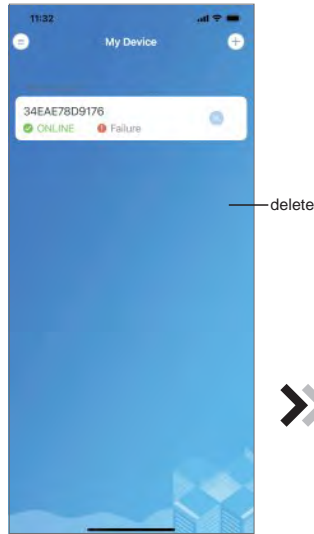 11:32
My Device
34EAE78D9176
ONLINE Failure
delete